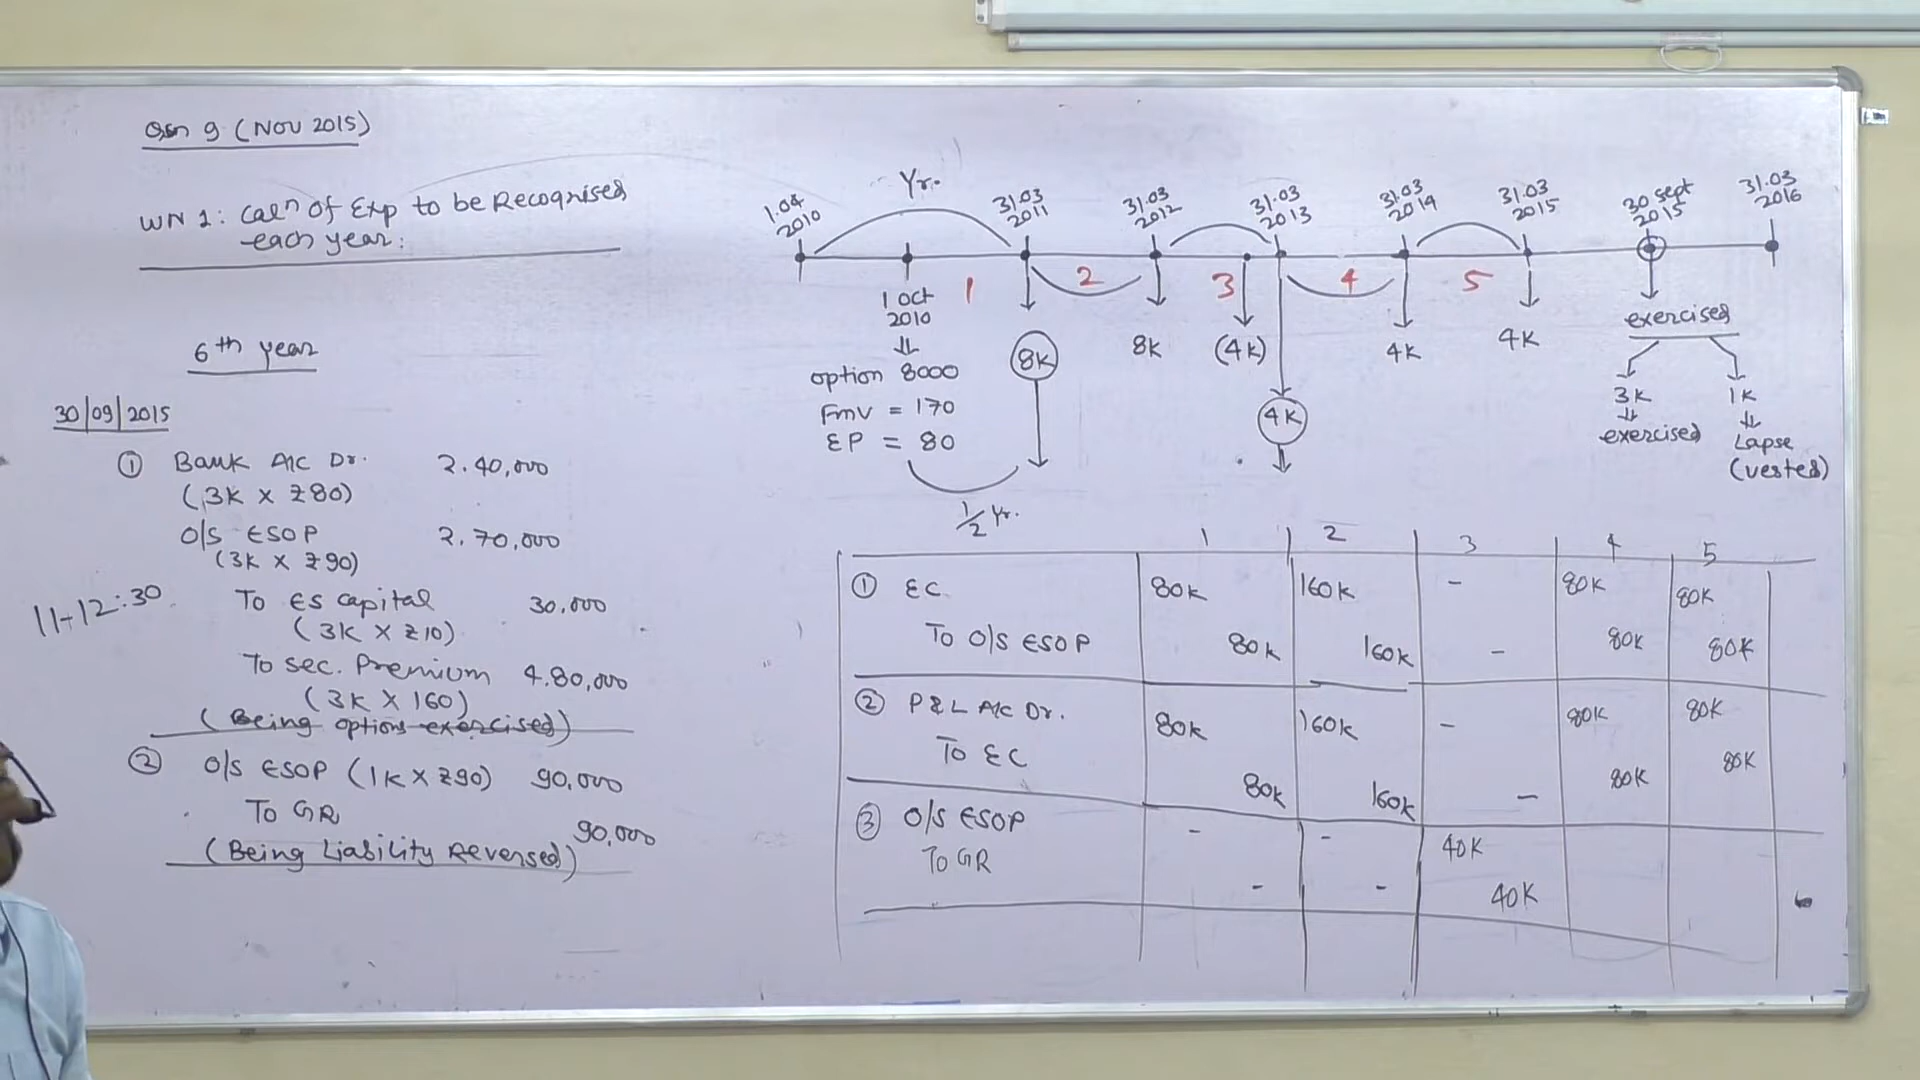 Qsn 9 (NOV 2015)
WN 1: Calⁿ of Exp to be Recognised
each year:
6th year
30/09/2015
① Bank A/C Dr. 2.40,000
(3K X ₹80)
O/S ESOP 2.70,000
(3K X ₹90)
11-12:30
To ES capital 30,000
(3K X ₹10)
To Sec. Premium 4.80,000
(3K X 160)
(Being options exercised)
② O/S ESOP (1K X ₹90) 90,000
To GR 90,000
(Being Liability Reversed)
Yr.
1.04 2010
31.03 2011
31.03 2012
31.03 2013
31.03 2014
31.03 2015
30 sept 2015
31.03 2016
1 2 3 4 5
1 Oct
2010
option 8000
FMV = 170
EP = 80
1/2 Yr.
8K 8K (4K) 4K 4K 4K
exercised
3K 1K
exercised Lapse
(vested)
1 2 3 4 5
① EC 80K 160K - 80K 80K
To O/S ESOP 80K 160K - 80K 80K
② P&L A/C Dr. 80K 160K - 80K 80K
To EC 80K 160K - 80K 80K
③ O/S ESOP - - 40K
To GR - - 40K